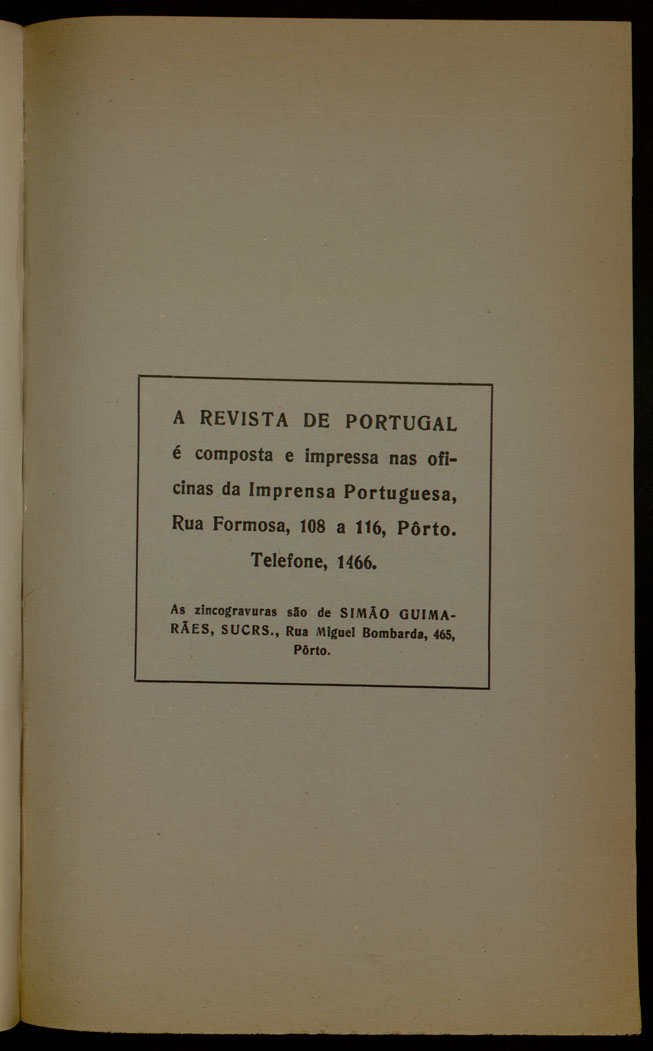 A REVISTA DE PORTUGAL
é composta e impressa nas ofi-
cinas da Imprensa Portuguesa,
Rua Formosa, 108 a 116, Pôrto.
Telefone, 1466.
As zincogravuras são de SIMÃO GUIMA-
RÃES, SUCRS., Rua Miguel Bombarda, 465,
Pôrto.